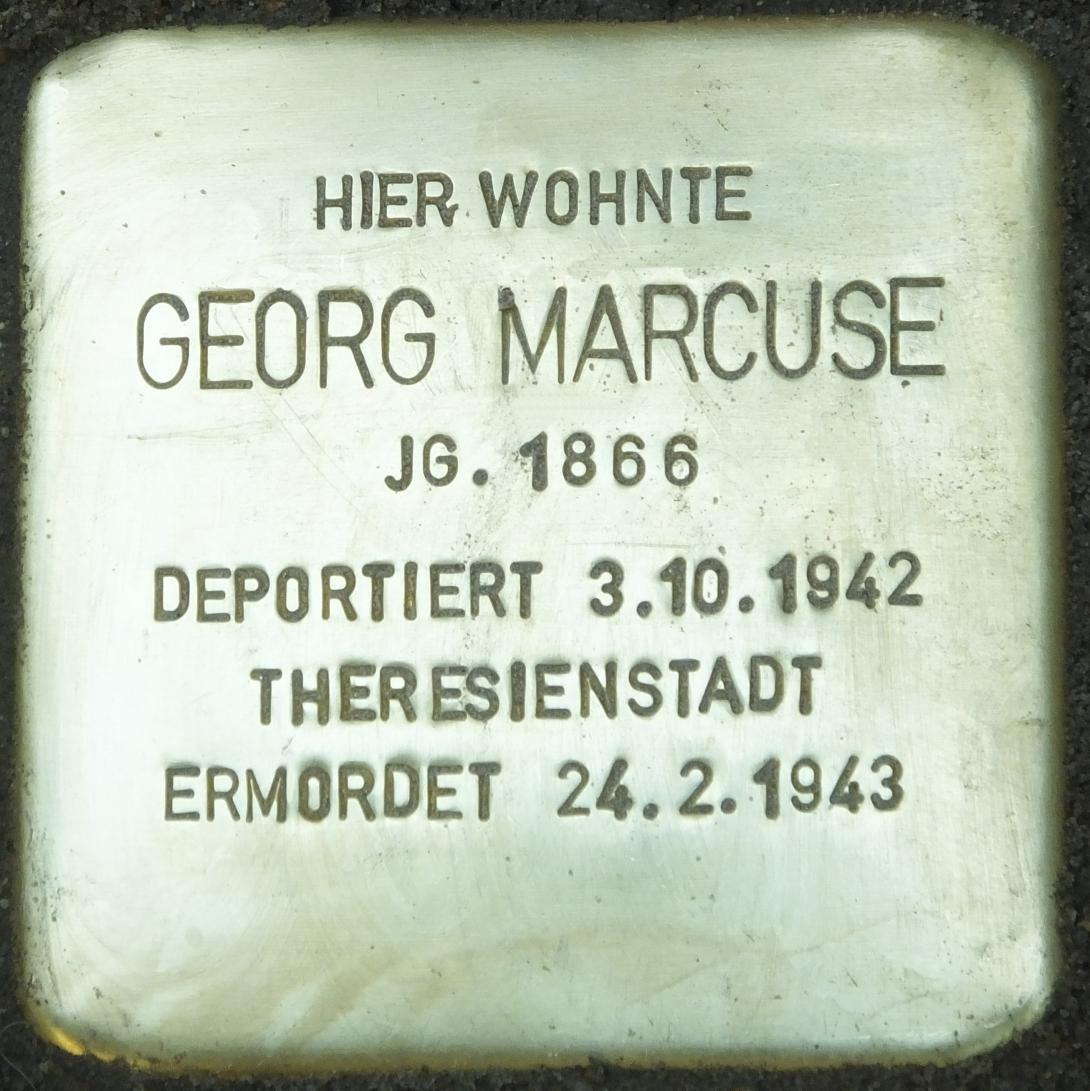 HIER WOHNTE
GEORG MARCUSE
JG. 1866
DEPORTIERT 3.10.1942
THERESIENSTADT
ERMORDET 24.2.1943